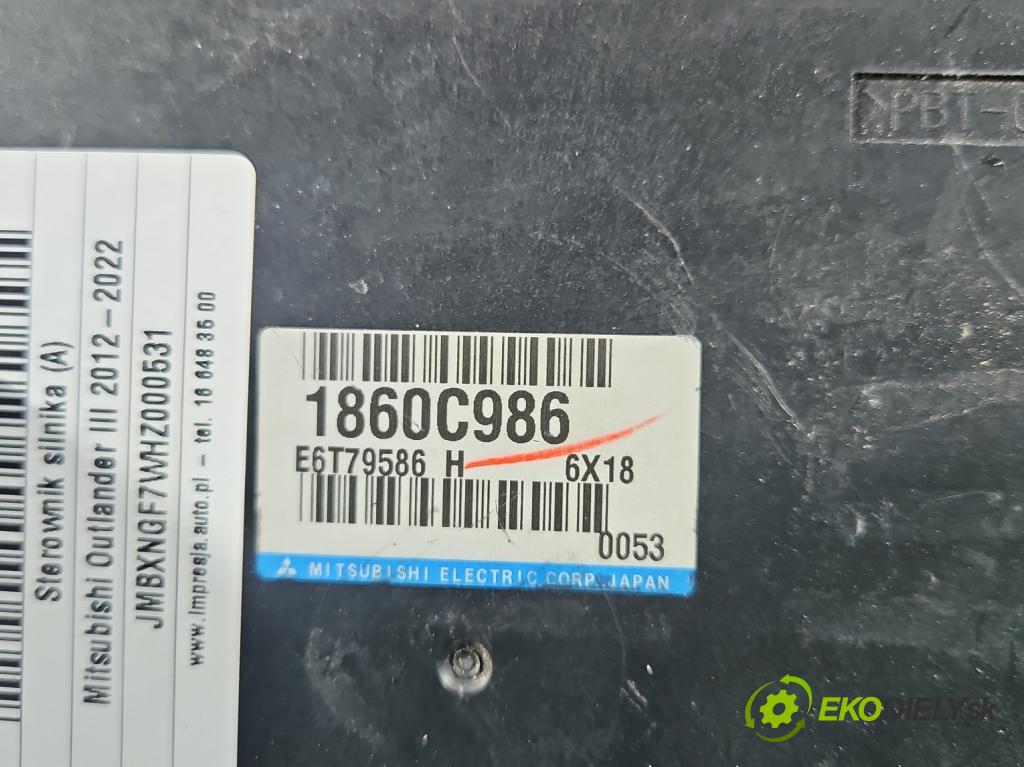 PBT-
Sterownik silnika (A)
Mitsubishi Outlander III 2012-2022
JMBXNGF7WHZ000531
www.impresja.auto.pl - tel. 16 648 35 00
1860C986
E6T79586 H 6X18
0053
MITSUBISHI ELECTRIC CORP. JAPAN
EKODIELY.sk